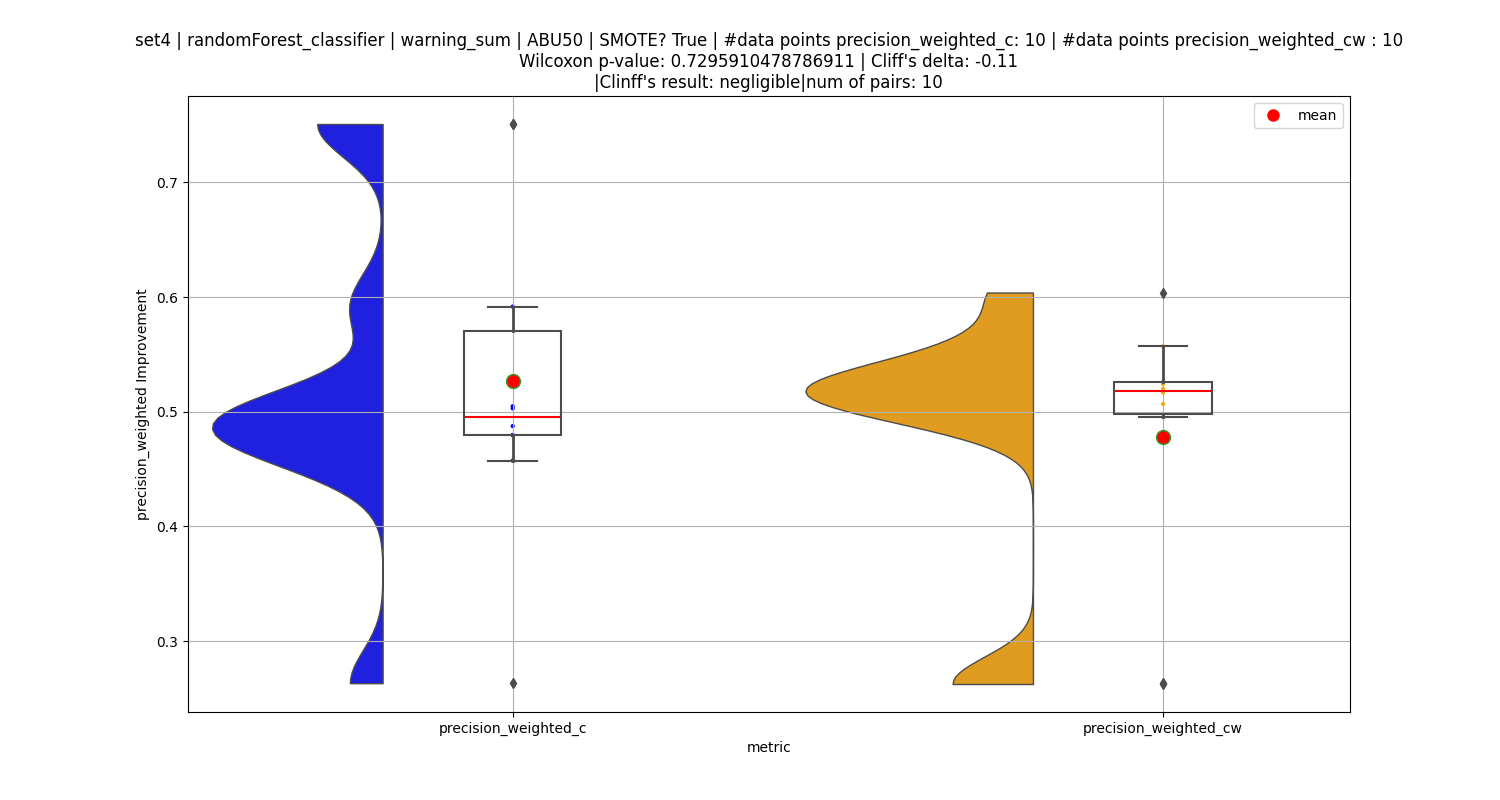 set4 | randomForest_classifier | warning_sum | ABU50 | SMOTE? True | #data points precision_weighted_c: 10 | #data points precision_weighted_cw : 10
Wilcoxon p-value: 0.7295910478786911 | Cliff's delta: -0.11
|Clinff's result: negligible|num of pairs: 10
mean
0.7
0.6
0.5
0.4
0.3
precision_weighted Improvement
precision_weighted_c
precision_weighted_cw
metric